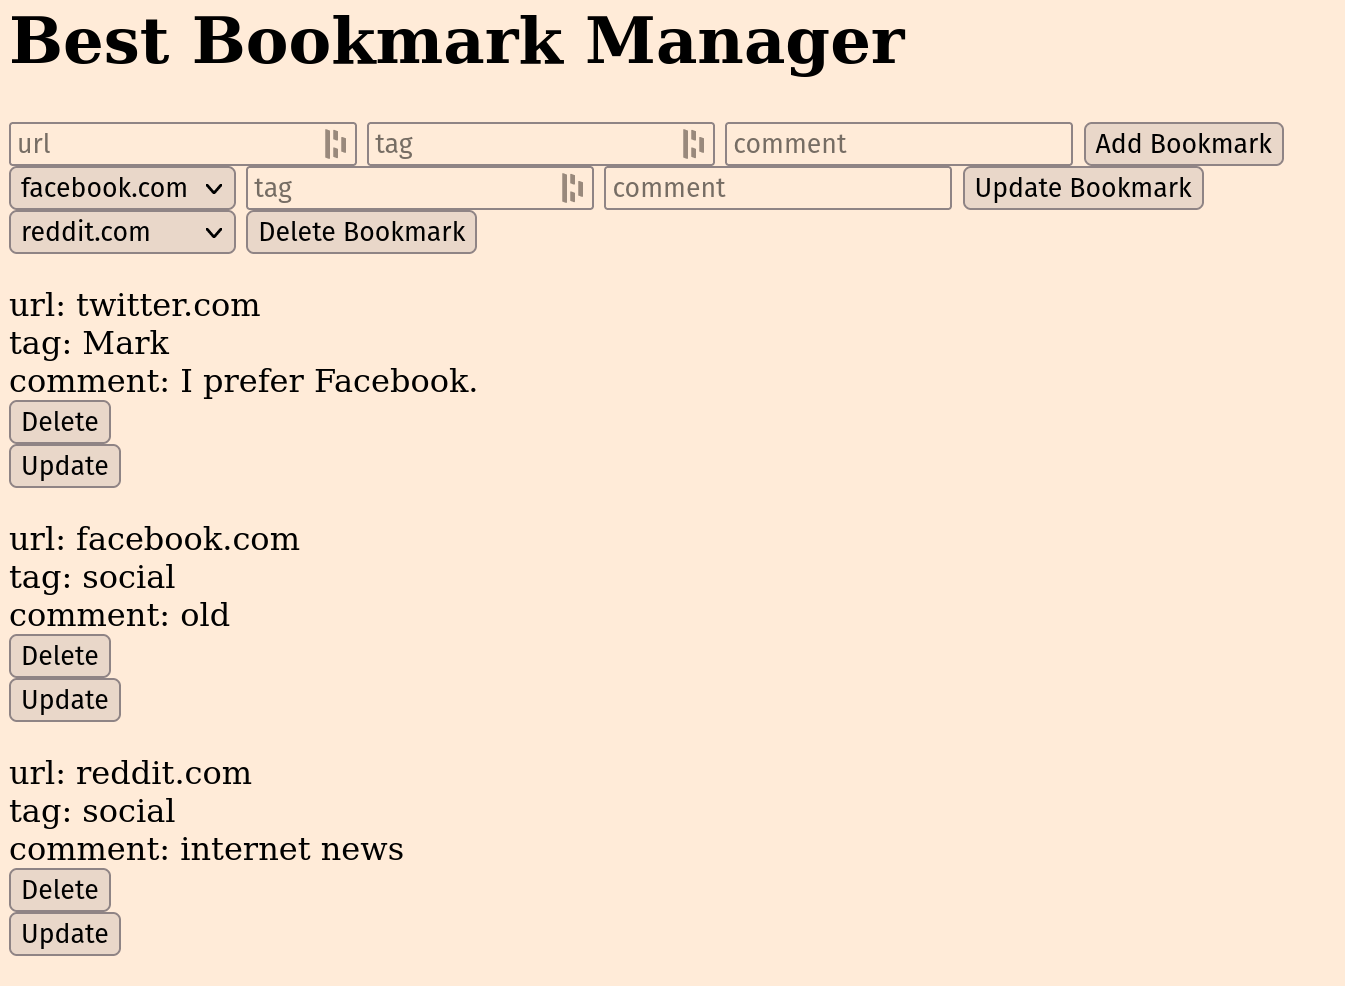 Best Bookmark Manager
url tag comment Add Bookmark
facebook.com tag comment Update Bookmark
reddit.com Delete Bookmark
url: twitter.com
tag: Mark
comment: I prefer Facebook.
Delete
Update
url: facebook.com
tag: social
comment: old
Delete
Update
url: reddit.com
tag: social
comment: internet news
Delete
Update